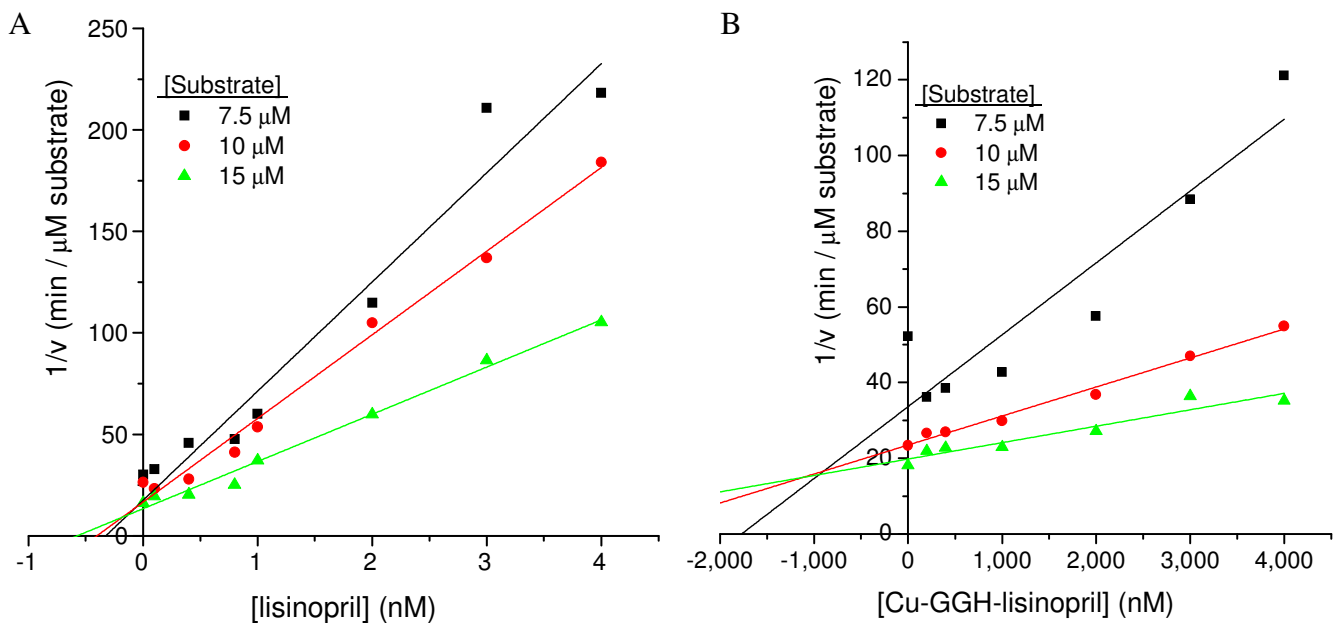 A
1/v (min / μM substrate)
250
200
150
100
50
0
[Substrate]
7.5 μM
10 μM
15 μM
-1
0
1
2
3
4
[lisinopril] (nM)
B
1/v (min / μM substrate)
120
100
80
60
40
20
0
[Substrate]
7.5 μM
10 μM
15 μM
-2,000
-1,000
0
1,000
2,000
3,000
4,000
[Cu-GGH-lisinopril] (nM)